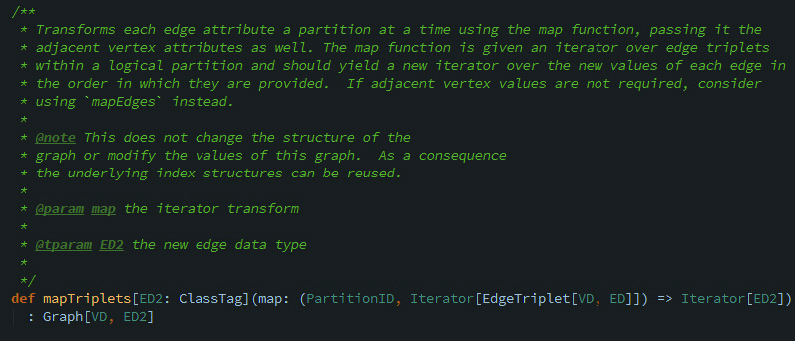 /**
 * Transforms each edge attribute a partition at a time using the map function, passing it the
 * adjacent vertex attributes as well. The map function is given an iterator over edge triplets
 * within a logical partition and should yield a new iterator over the new values of each edge in
 * the order in which they are provided.  If adjacent vertex values are not required, consider
 * using `mapEdges` instead.
 *
 * @note This does not change the structure of the
 * graph or modify the values of this graph.  As a consequence
 * the underlying index structures can be reused.
 *
 * @param map the iterator transform
 *
 * @tparam ED2 the new edge data type
 *
 */
def mapTriplets[ED2: ClassTag](map: (PartitionID, Iterator[EdgeTriplet[VD, ED]]) => Iterator[ED2])
  : Graph[VD, ED2]